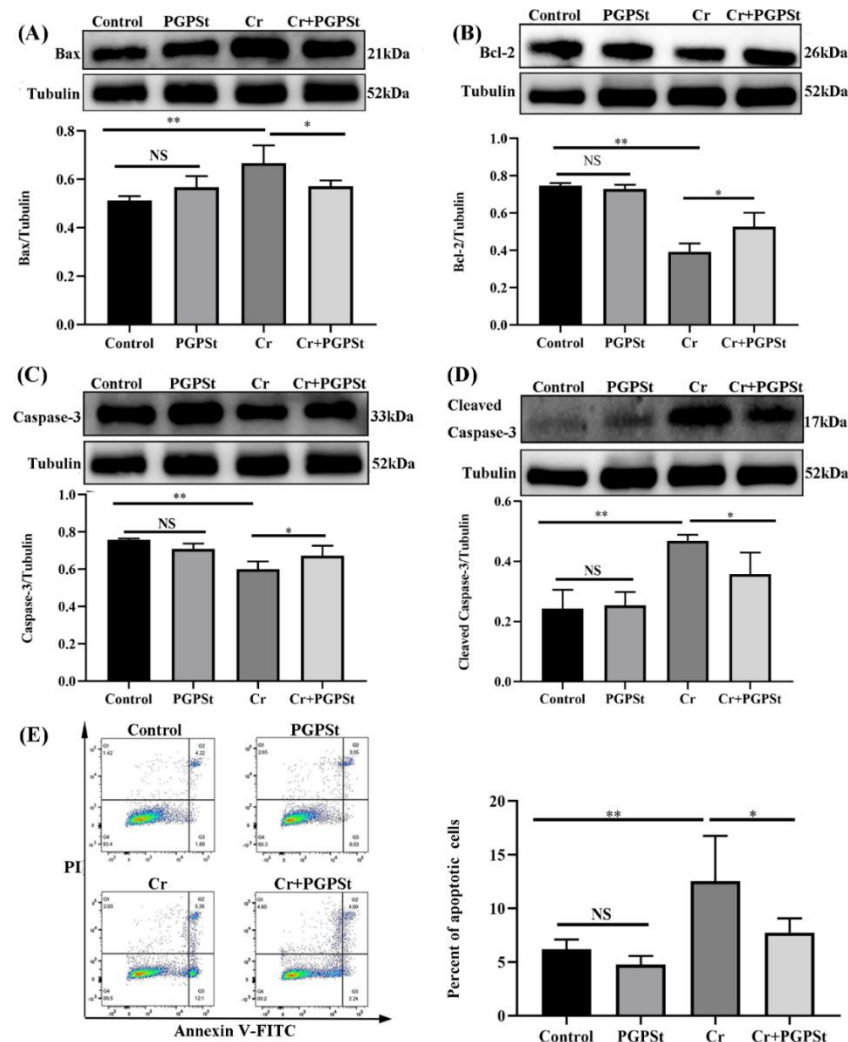 (A)
Control PGPSt Cr Cr+PGPSt
Bax 21kDa
Tubulin 52kDa
0.8
0.6
0.4
0.2
0.0
Bax/Tubulin
** *
NS
Control PGPSt Cr Cr+PGPSt
(B)
Control PGPSt Cr Cr+PGPSt
Bcl-2 26kDa
Tubulin 52kDa
1.0
0.8
0.6
0.4
0.2
0.0
Bcl-2/Tubulin
**
NS
*
Control PGPSt Cr Cr+PGPSt
(C)
Control PGPSt Cr Cr+PGPSt
Caspase-3 33kDa
Tubulin 52kDa
1.0
0.8
0.6
0.4
0.2
0.0
Caspase-3/Tubulin
**
NS *
Control PGPSt Cr Cr+PGPSt
(D)
Control PGPSt Cr Cr+PGPSt
Cleaved
Caspase-3 17kDa
Tubulin 52kDa
0.6
0.4
0.2
0.0
Cleaved Caspase-3/Tubulin
** *
NS
Control PGPSt Cr Cr+PGPSt
(E)
Control PGPSt
Cr Cr+PGPSt
PI
Annexin V-FITC
20
15
10
5
0
Percent of apoptotic cells
** *
NS
Control PGPSt Cr Cr+PGPSt